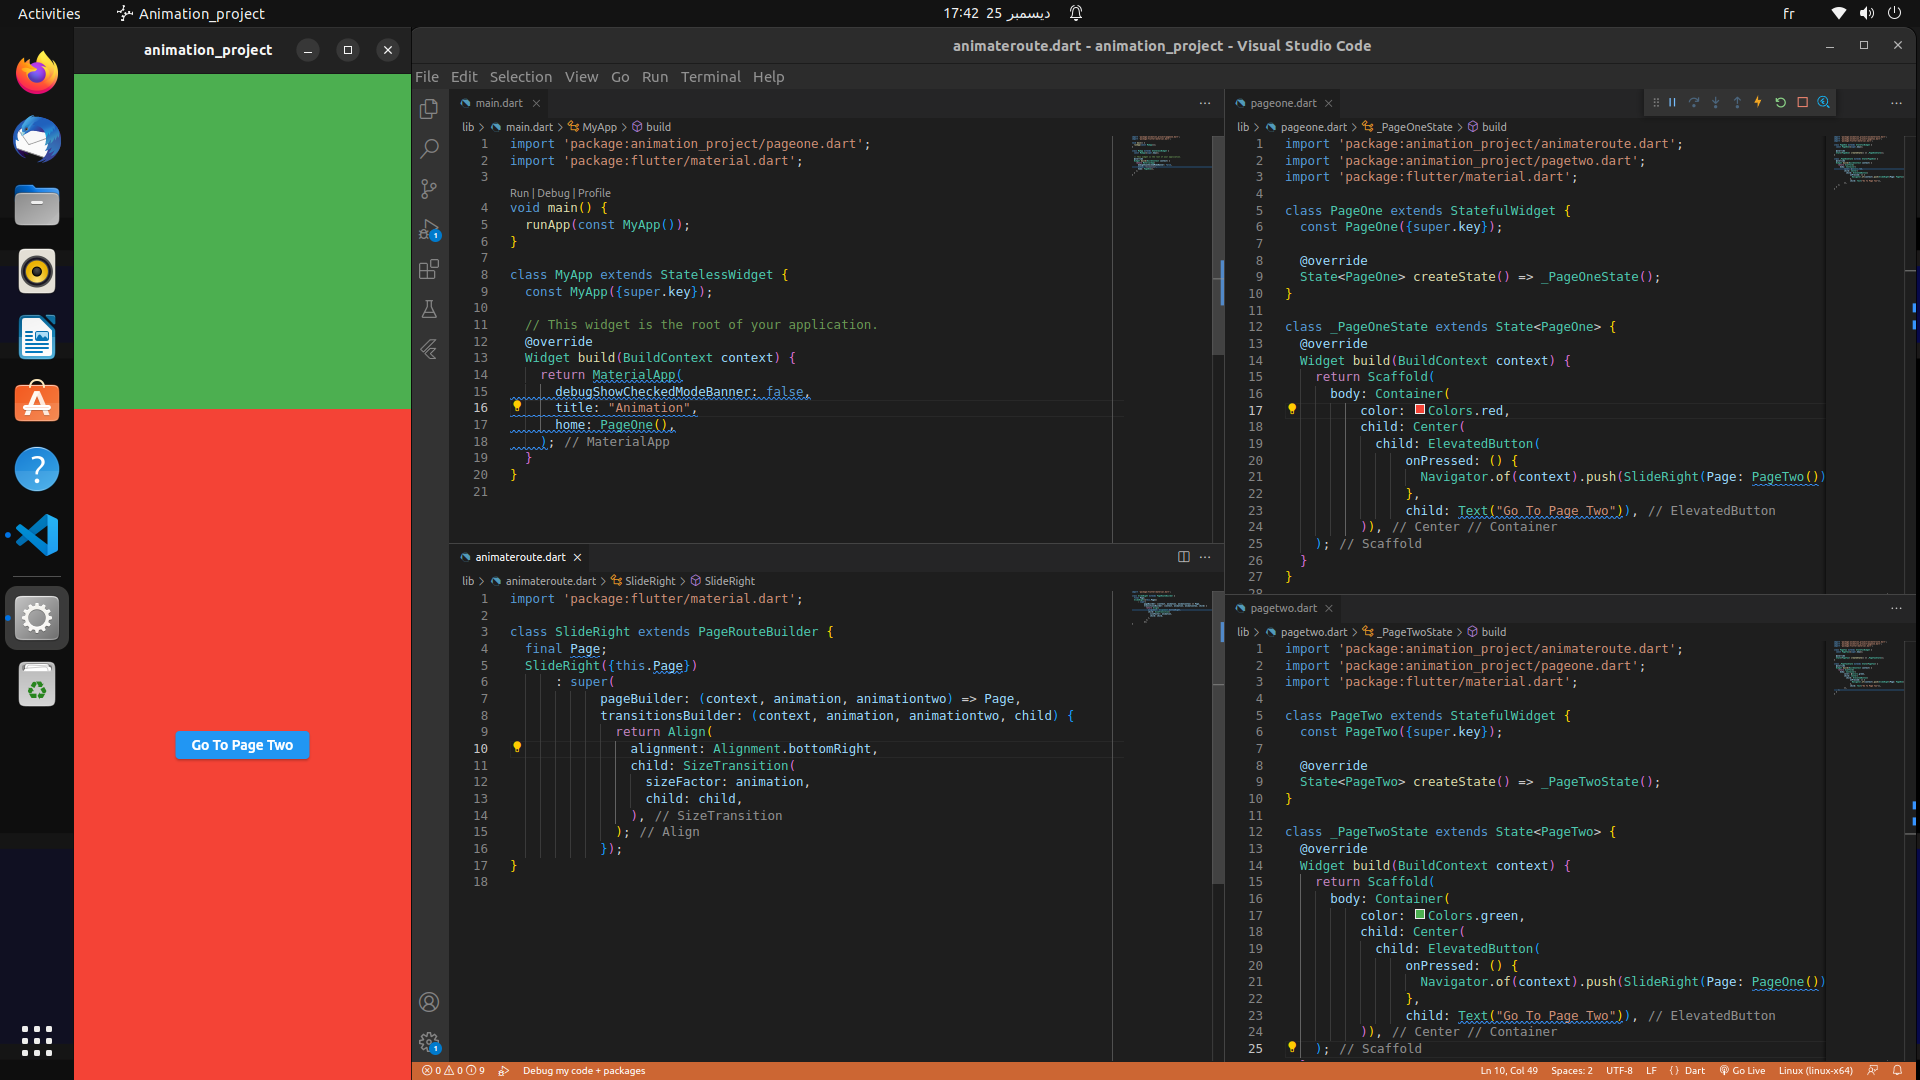 Activities
Animation_project
17:42 25 ديسمبر
fr
animation_project
Go To Page Two
animateroute.dart - animation_project - Visual Studio Code
File Edit Selection View Go Run Terminal Help
main.dart
lib > main.dart > MyApp > build
1 import 'package:animation_project/pageone.dart';
2 import 'package:flutter/material.dart';
3
Run | Debug | Profile
4 void main() {
5 runApp(const MyApp());
6 }
7
8 class MyApp extends StatelessWidget {
9 const MyApp({super.key});
10
11 // This widget is the root of your application.
12 @override
13 Widget build(BuildContext context) {
14 return MaterialApp(
15 debugShowCheckedModeBanner: false,
16 title: "Animation",
17 home: PageOne(),
18 ); // MaterialApp
19 }
20 }
21
animateroute.dart
lib > animateroute.dart > SlideRight > SlideRight
1 import 'package:flutter/material.dart';
2
3 class SlideRight extends PageRouteBuilder {
4 final Page;
5 SlideRight({this.Page})
6 : super(
7 pageBuilder: (context, animation, animationtwo) => Page,
8 transitionsBuilder: (context, animation, animationtwo, child) {
9 return Align(
10 alignment: Alignment.bottomRight,
11 child: SizeTransition(
12 sizeFactor: animation,
13 child: child,
14 ), // SizeTransition
15 ); // Align
16 });
17 }
18
pageone.dart
lib > pageone.dart > _PageOneState > build
1 import 'package:animation_project/animateroute.dart';
2 import 'package:animation_project/pagetwo.dart';
3 import 'package:flutter/material.dart';
4
5 class PageOne extends StatefulWidget {
6 const PageOne({super.key});
7
8 @override
9 State<PageOne> createState() => _PageOneState();
10 }
11
12 class _PageOneState extends State<PageOne> {
13 @override
14 Widget build(BuildContext context) {
15 return Scaffold(
16 body: Container(
17 color: Colors.red,
18 child: Center(
19 child: ElevatedButton(
20 onPressed: () {
21 Navigator.of(context).push(SlideRight(Page: PageTwo())
22 },
23 child: Text("Go To Page Two")), // ElevatedButton
24 )), // Center // Container
25 ); // Scaffold
26 }
27 }
28
pagetwo.dart
lib > pagetwo.dart > _PageTwoState > build
1 import 'package:animation_project/animateroute.dart';
2 import 'package:animation_project/pageone.dart';
3 import 'package:flutter/material.dart';
4
5 class PageTwo extends StatefulWidget {
6 const PageTwo({super.key});
7
8 @override
9 State<PageTwo> createState() => _PageTwoState();
10 }
11
12 class _PageTwoState extends State<PageTwo> {
13 @override
14 Widget build(BuildContext context) {
15 return Scaffold(
16 body: Container(
17 color: Colors.green,
18 child: Center(
19 child: ElevatedButton(
20 onPressed: () {
21 Navigator.of(context).push(SlideRight(Page: PageOne())
22 },
23 child: Text("Go To Page Two")), // ElevatedButton
24 )), // Center // Container
25 ); // Scaffold
0 0 9 Debug my code + packages
Ln 10, Col 49 Spaces: 2 UTF-8 LF {} Dart Go Live Linux (linux-x64)